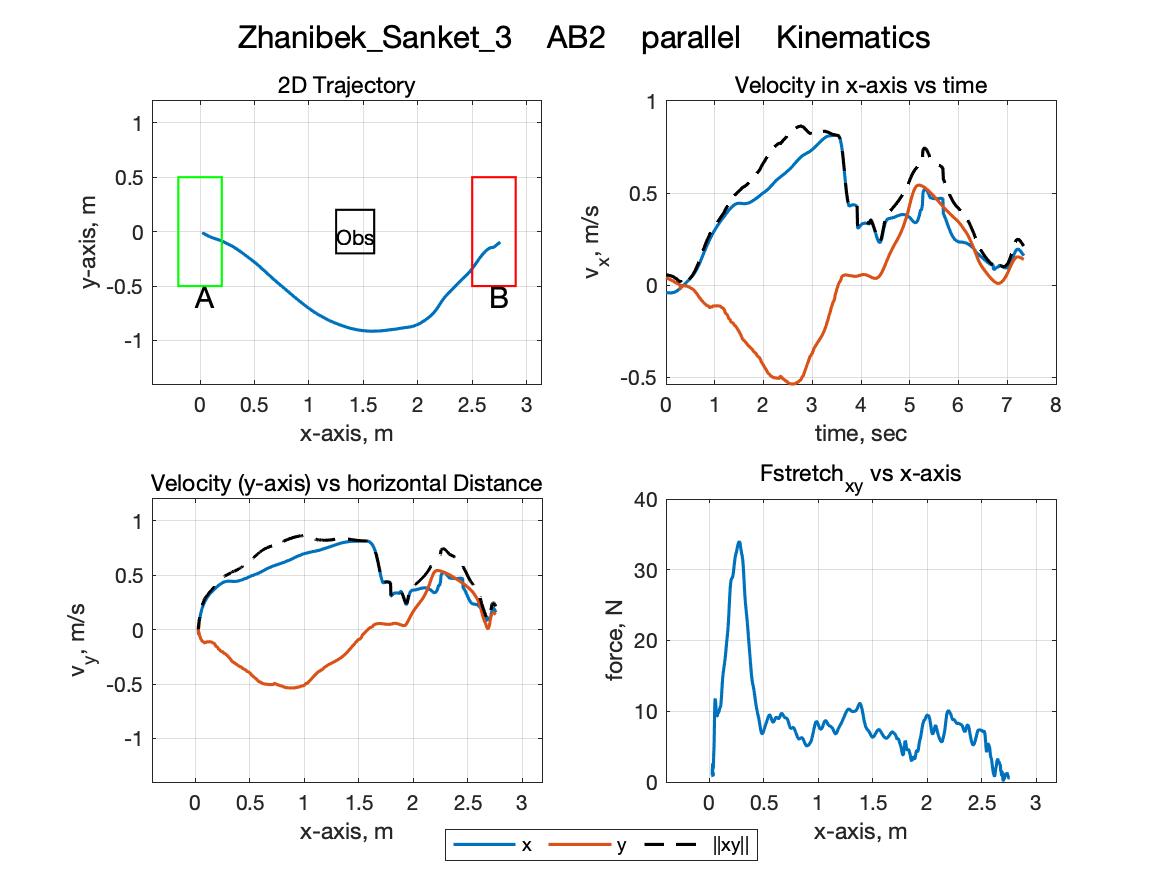 Zhanibek_Sanket_3 AB2 parallel Kinematics
2D Trajectory
1
0.5
0
-0.5
-1
y-axis, m
Obs
A
B
0 0.5 1 1.5 2 2.5 3
x-axis, m
Velocity in x-axis vs time
1
0.5
0
-0.5
v_x, m/s
0 1 2 3 4 5 6 7 8
time, sec
Velocity (y-axis) vs horizontal Distance
1
0.5
0
-0.5
-1
v_y, m/s
0 0.5 1 1.5 2 2.5 3
x-axis, m
Fstretch_xy vs x-axis
40
30
20
10
0
force, N
0 0.5 1 1.5 2 2.5 3
x-axis, m
x y ||xy||